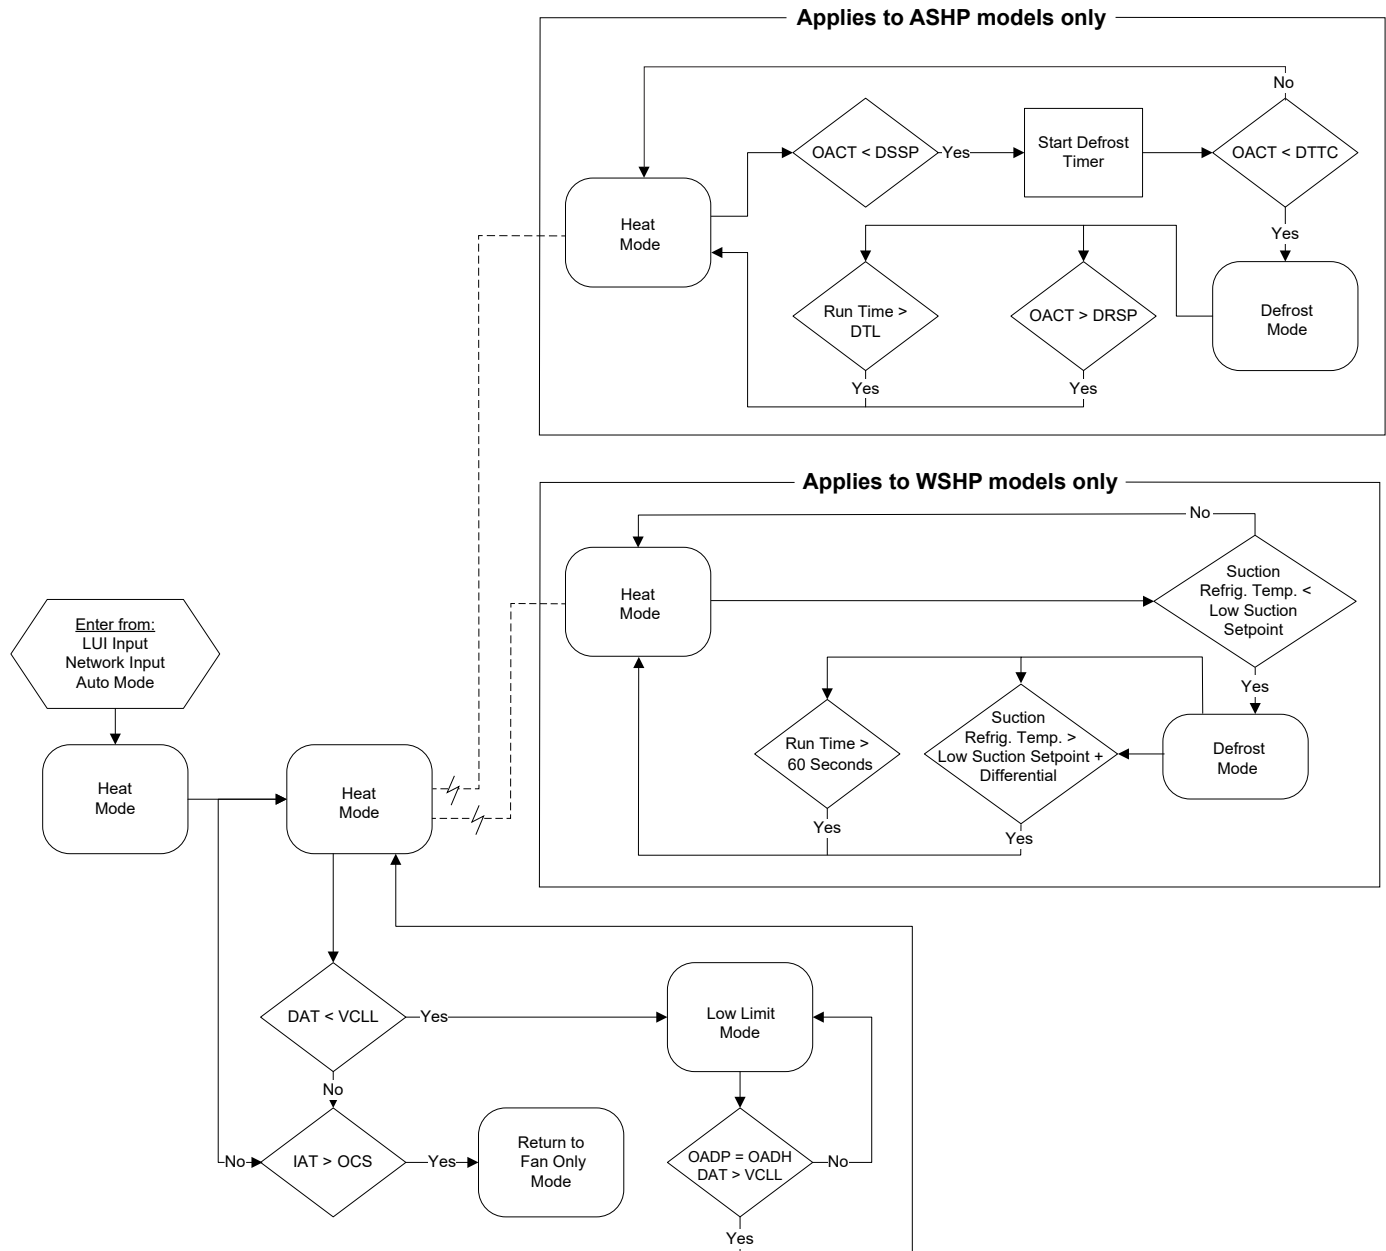 Applies to ASHP models only
No
OACT < DSSP
Yes
Start Defrost
Timer
OACT < DTTC
Heat
Mode
Yes
Run Time >
DTL
OACT > DRSP
Defrost
Mode
Yes
Yes
Applies to WSHP models only
No
Heat
Mode
Suction
Refrig. Temp. <
Low Suction
Setpoint
Yes
Run Time >
60 Seconds
Suction
Refrig. Temp. >
Low Suction Setpoint +
Differential
Defrost
Mode
Yes
Yes
Enter from:
LUI Input
Network Input
Auto Mode
Heat
Mode
Heat
Mode
DAT < VCLL
Yes
Low Limit
Mode
No
IAT > OCS
No
Yes
Return to
Fan Only
Mode
OADP = OADH
DAT > VCLL
No
Yes